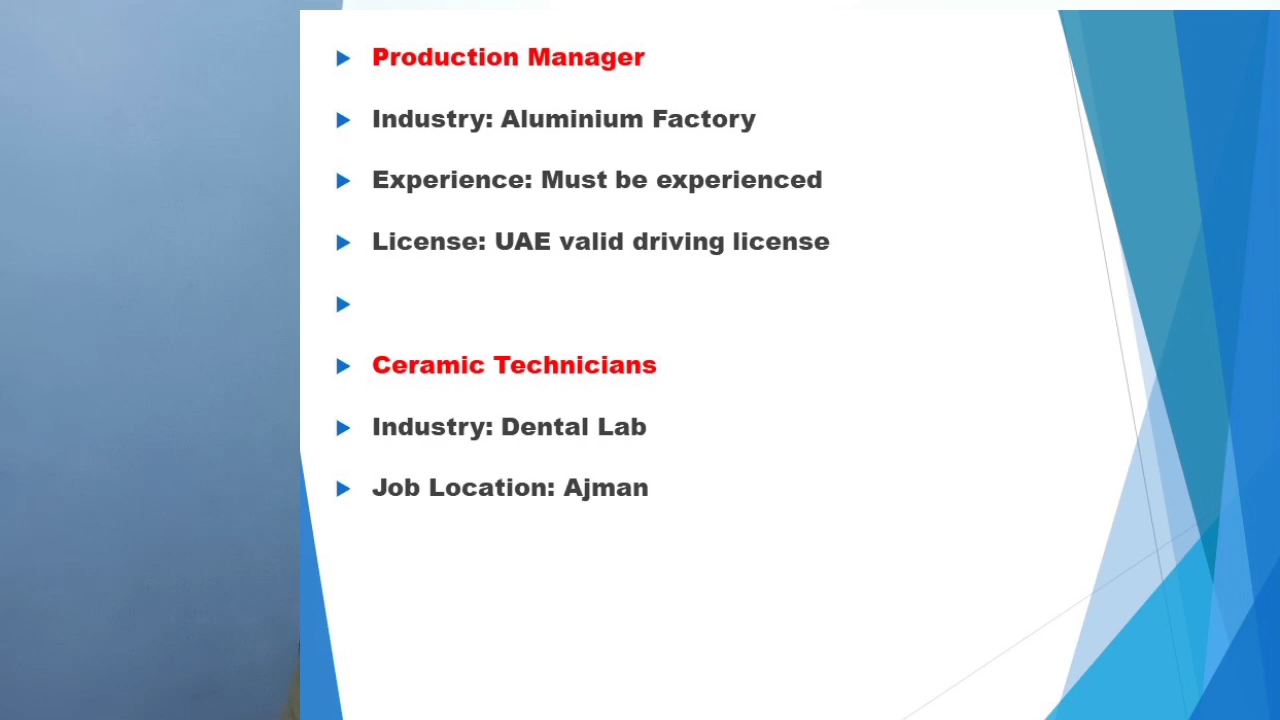 Production Manager
Industry: Aluminium Factory
Experience: Must be experienced
License: UAE valid driving license
Ceramic Technicians
Industry: Dental Lab
Job Location: Ajman